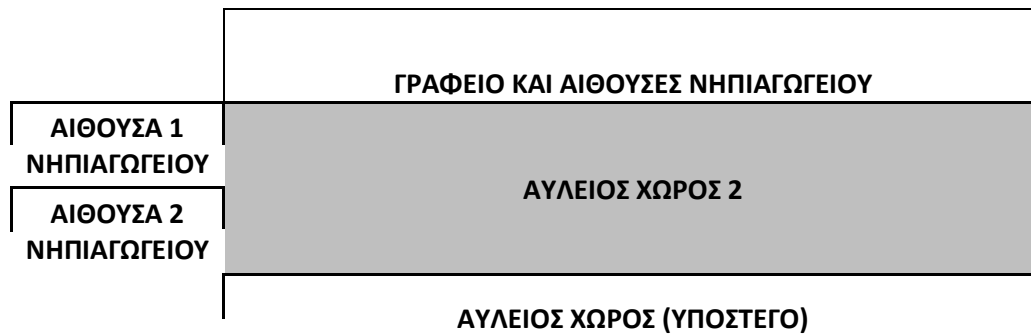 ΓΡΑΦΕΙΟ ΚΑΙ ΑΙΘΟΥΣΕΣ ΝΗΠΙΑΓΩΓΕΙΟΥ
ΑΙΘΟΥΣΑ 1
ΝΗΠΙΑΓΩΓΕΙΟΥ
ΑΥΛΕΙΟΣ ΧΩΡΟΣ 2
ΑΙΘΟΥΣΑ 2
ΝΗΠΙΑΓΩΓΕΙΟΥ
ΑΥΛΕΙΟΣ ΧΩΡΟΣ (ΥΠΟΣΤΕΓΟ)